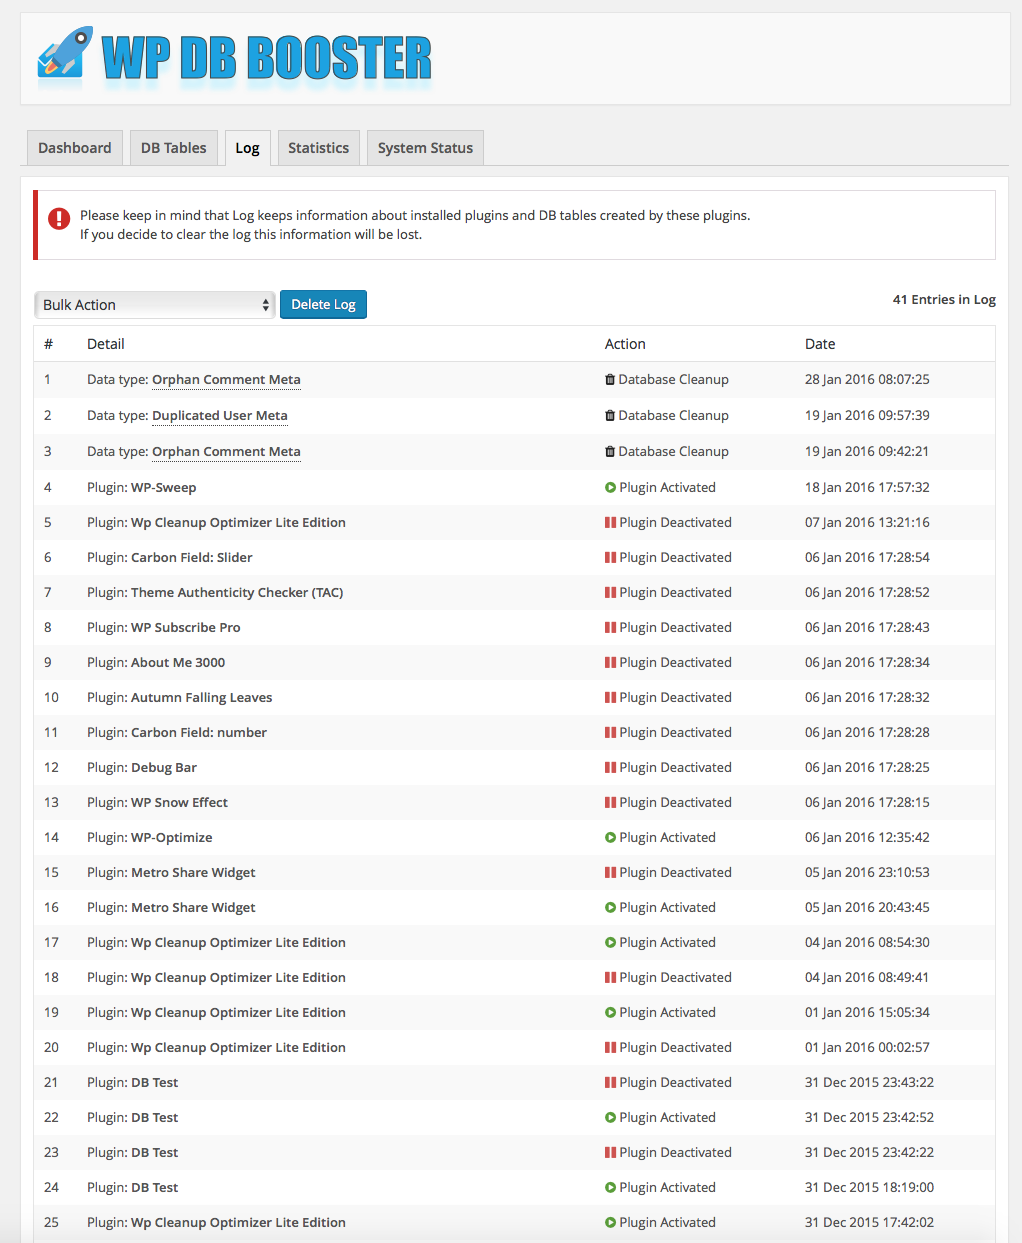 WP DB BOOSTER
Dashboard DB Tables Log Statistics System Status
Please keep in mind that Log keeps information about installed plugins and DB tables created by these plugins.
If you decide to clear the log this information will be lost.
Bulk Action Delete Log 41 Entries in Log
# Detail Action Date
1 Data type: Orphan Comment Meta Database Cleanup 28 Jan 2016 08:07:25
2 Data type: Duplicated User Meta Database Cleanup 19 Jan 2016 09:57:39
3 Data type: Orphan Comment Meta Database Cleanup 19 Jan 2016 09:42:21
4 Plugin: WP-Sweep Plugin Activated 18 Jan 2016 17:57:32
5 Plugin: Wp Cleanup Optimizer Lite Edition Plugin Deactivated 07 Jan 2016 13:21:16
6 Plugin: Carbon Field: Slider Plugin Deactivated 06 Jan 2016 17:28:54
7 Plugin: Theme Authenticity Checker (TAC) Plugin Deactivated 06 Jan 2016 17:28:52
8 Plugin: WP Subscribe Pro Plugin Deactivated 06 Jan 2016 17:28:43
9 Plugin: About Me 3000 Plugin Deactivated 06 Jan 2016 17:28:34
10 Plugin: Autumn Falling Leaves Plugin Deactivated 06 Jan 2016 17:28:32
11 Plugin: Carbon Field: number Plugin Deactivated 06 Jan 2016 17:28:28
12 Plugin: Debug Bar Plugin Deactivated 06 Jan 2016 17:28:25
13 Plugin: WP Snow Effect Plugin Deactivated 06 Jan 2016 17:28:15
14 Plugin: WP-Optimize Plugin Activated 06 Jan 2016 12:35:42
15 Plugin: Metro Share Widget Plugin Deactivated 05 Jan 2016 23:10:53
16 Plugin: Metro Share Widget Plugin Activated 05 Jan 2016 20:43:45
17 Plugin: Wp Cleanup Optimizer Lite Edition Plugin Activated 04 Jan 2016 08:54:30
18 Plugin: Wp Cleanup Optimizer Lite Edition Plugin Deactivated 04 Jan 2016 08:49:41
19 Plugin: Wp Cleanup Optimizer Lite Edition Plugin Activated 01 Jan 2016 15:05:34
20 Plugin: Wp Cleanup Optimizer Lite Edition Plugin Deactivated 01 Jan 2016 00:02:57
21 Plugin: DB Test Plugin Deactivated 31 Dec 2015 23:43:22
22 Plugin: DB Test Plugin Activated 31 Dec 2015 23:42:52
23 Plugin: DB Test Plugin Deactivated 31 Dec 2015 23:42:22
24 Plugin: DB Test Plugin Activated 31 Dec 2015 18:19:00
25 Plugin: Wp Cleanup Optimizer Lite Edition Plugin Activated 31 Dec 2015 17:42:02